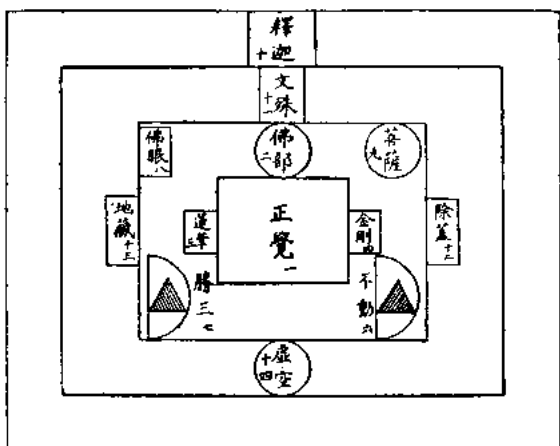 釋迦十
文殊十一
佛部二
菩薩九
佛眼八
正覺一
金剛四
蓮華三
除蓋十二
地藏十三
不動六
勝三七
虛空十四